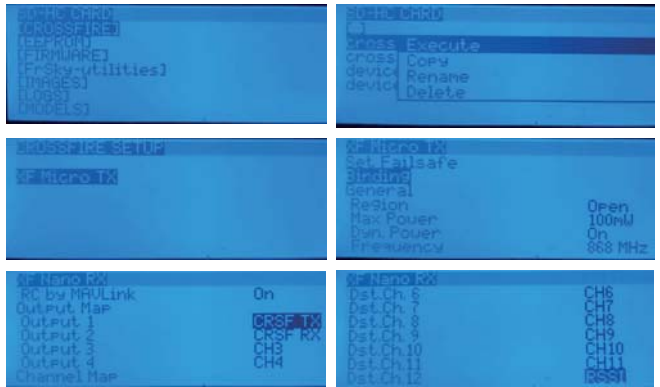 SD-HC CARD
[CROSSFIRE]
[EEPROM]
[FIRMWARE]
[FrSky-utilities]
[IMAGES]
[LOGS]
[MODELS]
SD-HC CARD
[..]
cross
cross
device
device
Execute
Copy
Rename
Delete
CROSSFIRE SETUP
XF Micro TX
XF Micro TX
Set Failsafe
Binding
General
Region Open
Max Power 100mW
Dyn. Power On
Frequency 868 MHz
XF Nano RX
RC by MAVLink On
Output Map
Output 1 CRSF TX
Output 2 CRSF RX
Output 3 CH3
Output 4 CH4
Channel Map
XF Nano RX
Dst.Ch. 6 CH6
Dst.Ch. 7 CH7
Dst.Ch. 8 CH8
Dst.Ch. 9 CH9
Dst.Ch.10 CH10
Dst.Ch.11 CH11
Dst.Ch.12 RSSI